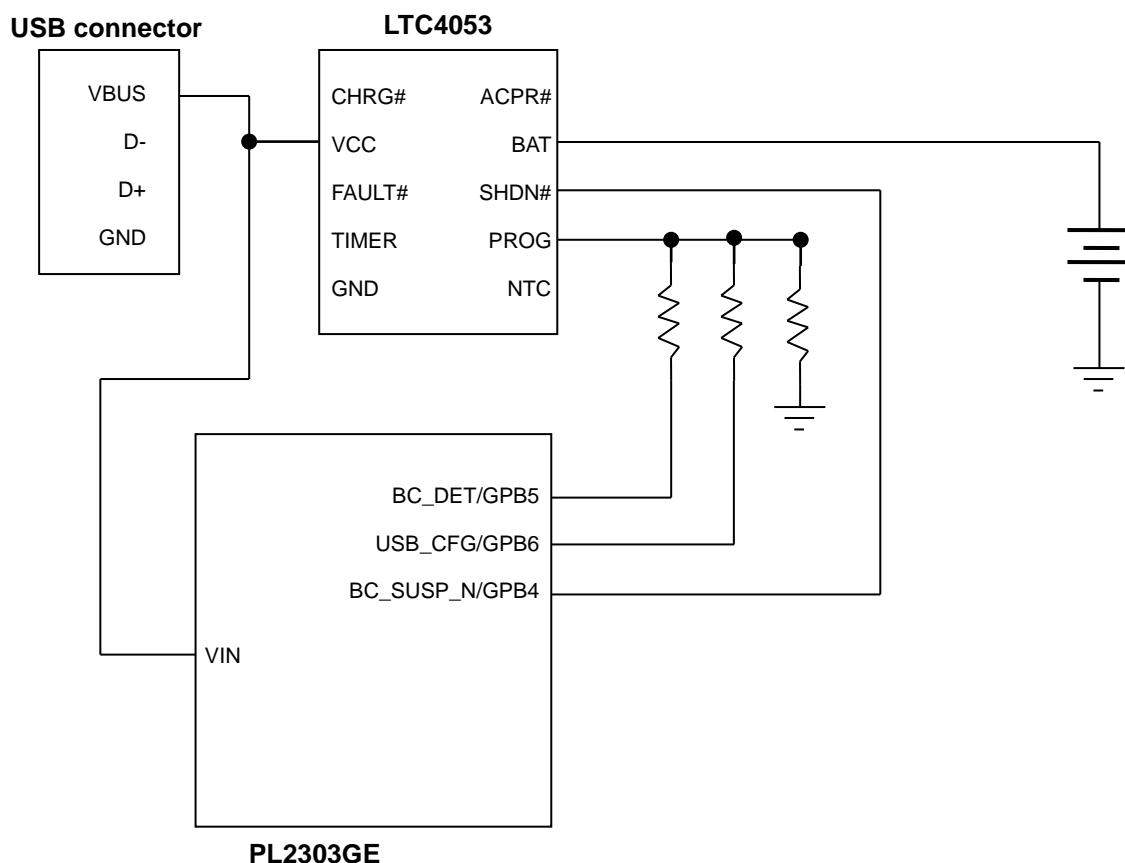 USB connector
LTC4053
VBUS
D-
D+
GND
CHRG#
VCC
FAULT#
TIMER
GND
ACPR#
BAT
SHDN#
PROG
NTC
BC_DET/GPB5
USB_CFG/GPB6
BC_SUSP_N/GPB4
VIN
PL2303GE